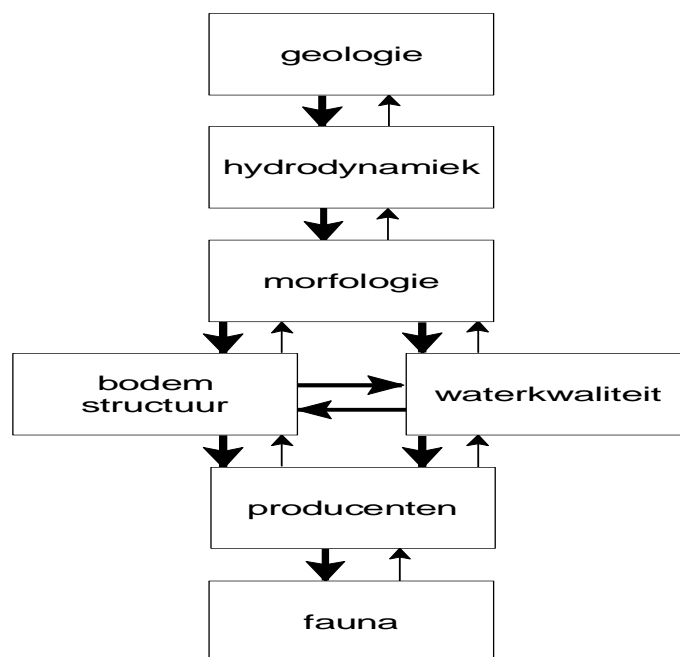 geologie
hydrodynamiek
morfologie
bodem
structuur
waterkwaliteit
producenten
fauna